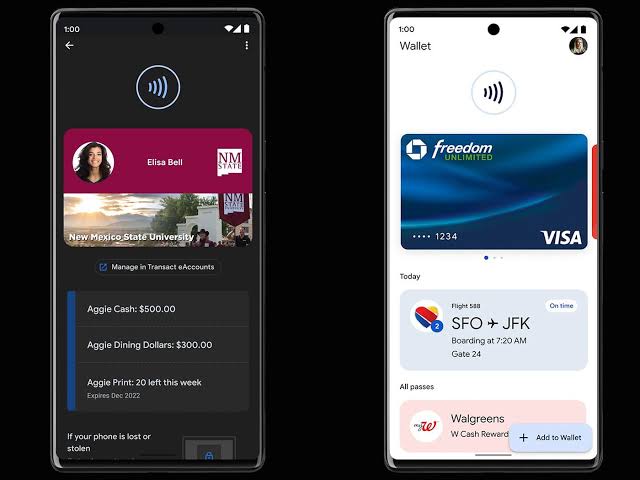 1:00
Elisa Bell
NM
STATE
NM
STATE
New Mexico State University
Manage in Transact eAccounts
Aggie Cash: $500.00
Aggie Dining Dollars: $300.00
Aggie Print: 20 left this week
Expires Dec 2022
If your phone is lost or
stolen
1:00
Wallet
freedom
UNLIMITED
•••• 1234
VISA
Today
Flight 588
On time
2
SFO ✈ JFK
Boarding at 7:20 AM
Gate 24
All passes
my W
Walgreens
W Cash Reward
+ Add to Wallet